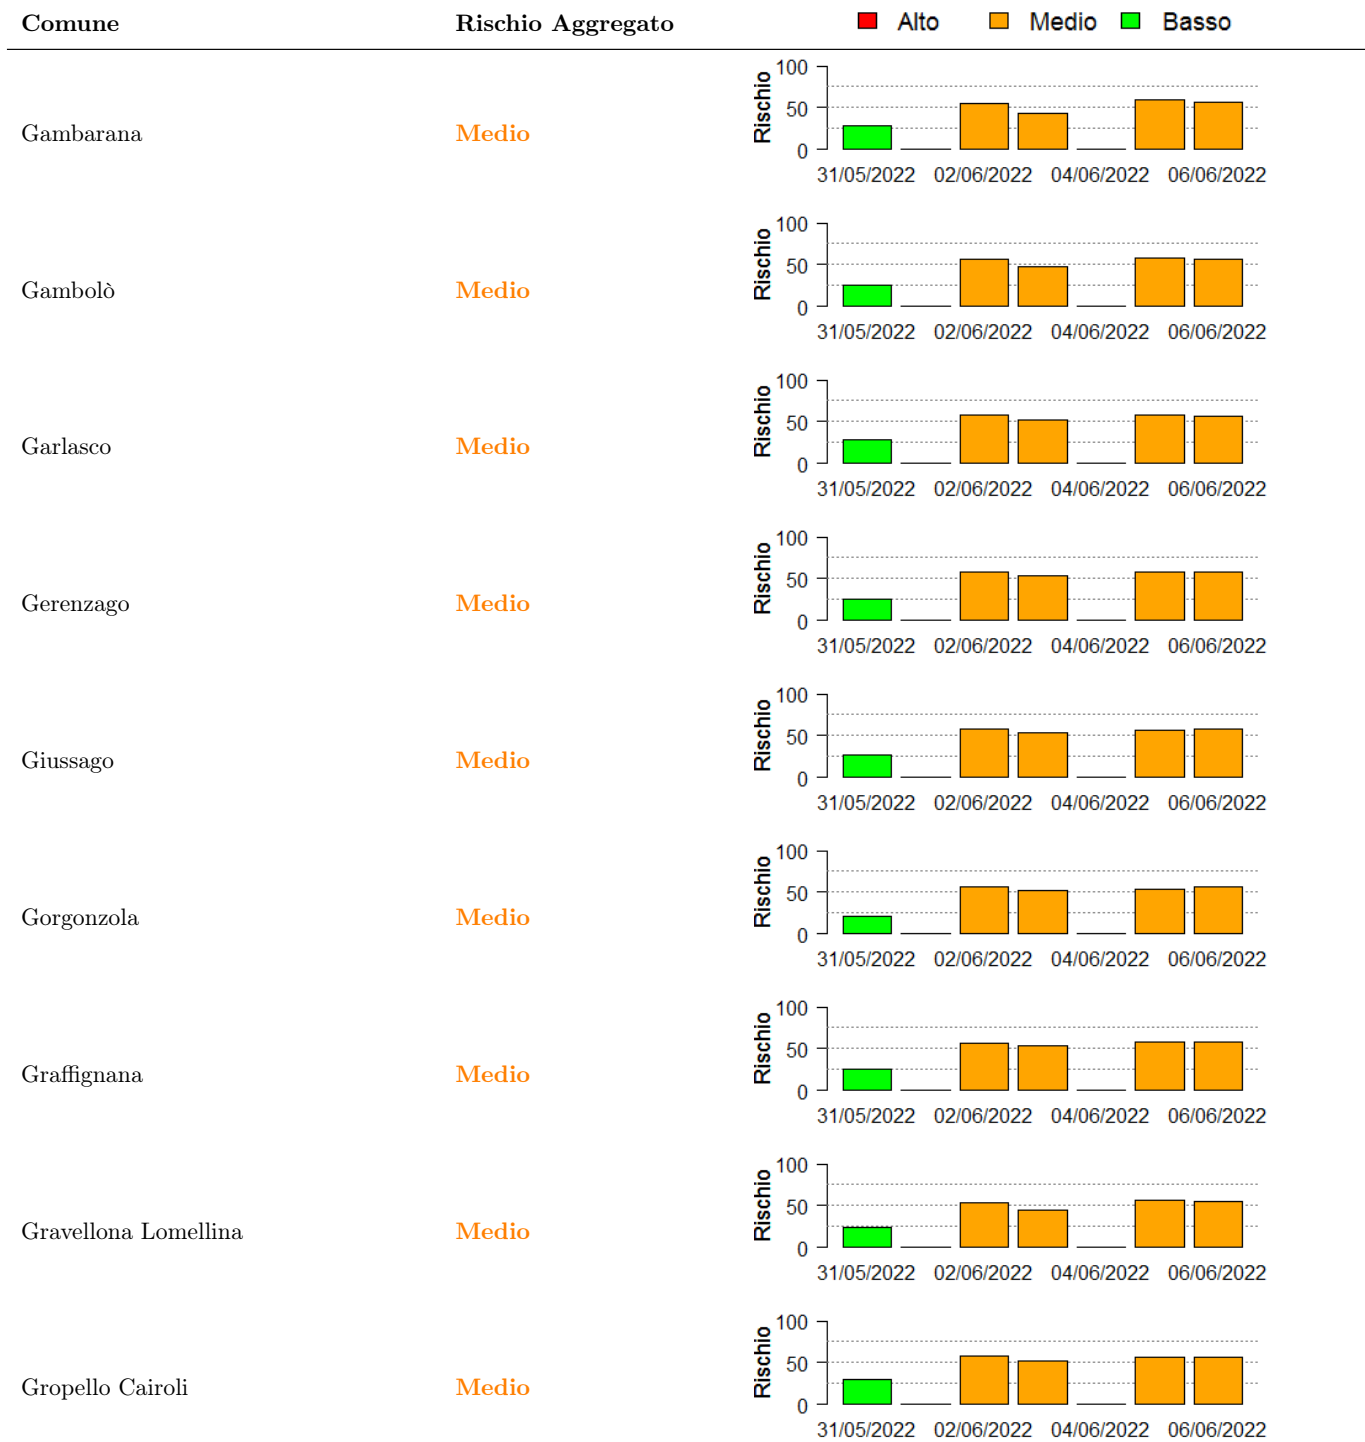 Comune Rischio Aggregato Alto Medio Basso
Gambarana Medio
Rischio
100
50
0
31/05/2022 02/06/2022 04/06/2022 06/06/2022
Gambolò Medio
Rischio
100
50
0
31/05/2022 02/06/2022 04/06/2022 06/06/2022
Garlasco Medio
Rischio
100
50
0
31/05/2022 02/06/2022 04/06/2022 06/06/2022
Gerenzago Medio
Rischio
100
50
0
31/05/2022 02/06/2022 04/06/2022 06/06/2022
Giussago Medio
Rischio
100
50
0
31/05/2022 02/06/2022 04/06/2022 06/06/2022
Gorgonzola Medio
Rischio
100
50
0
31/05/2022 02/06/2022 04/06/2022 06/06/2022
Graffignana Medio
Rischio
100
50
0
31/05/2022 02/06/2022 04/06/2022 06/06/2022
Gravellona Lomellina Medio
Rischio
100
50
0
31/05/2022 02/06/2022 04/06/2022 06/06/2022
Gropello Cairoli Medio
Rischio
100
50
0
31/05/2022 02/06/2022 04/06/2022 06/06/2022